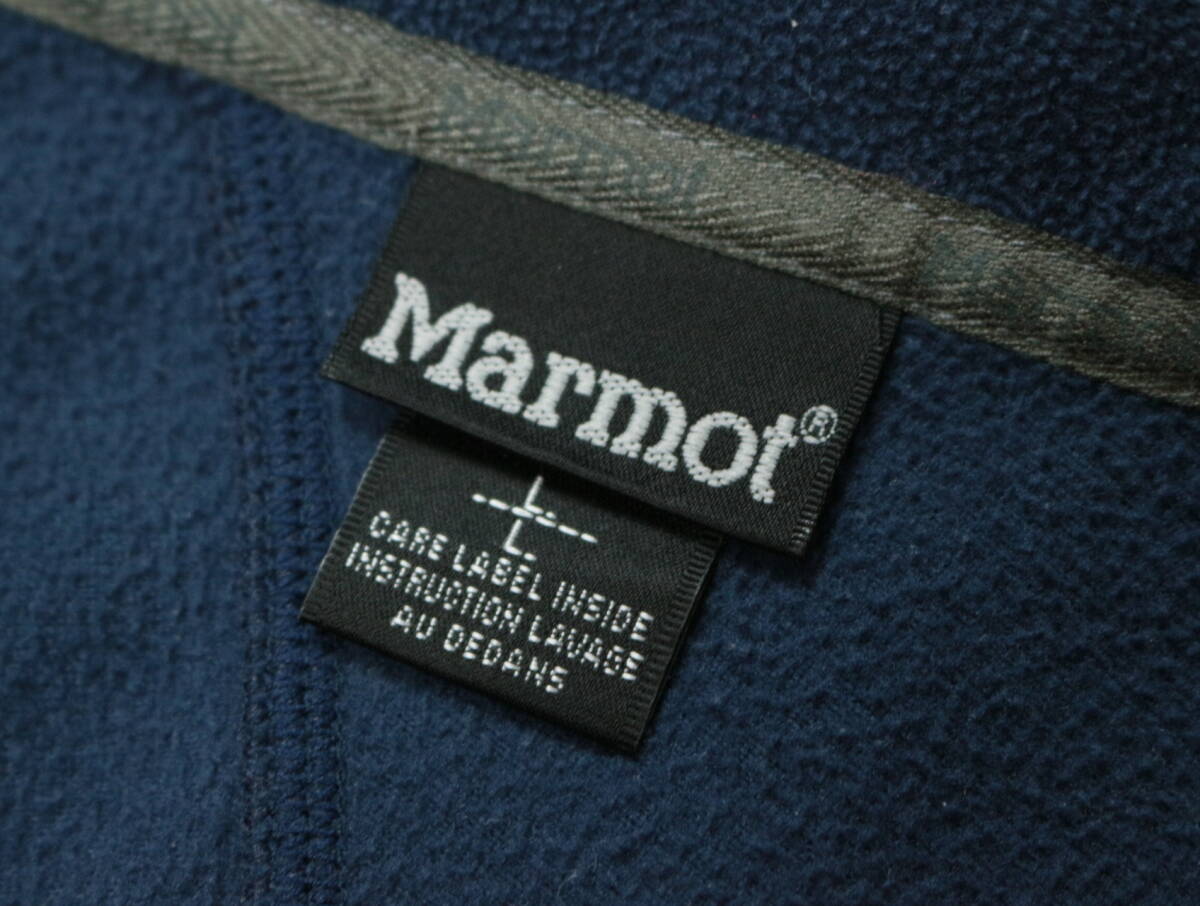 Marmot®
L
L
CARE LABEL INSIDE
INSTRUCTION LAVAGE
AU DEDANS